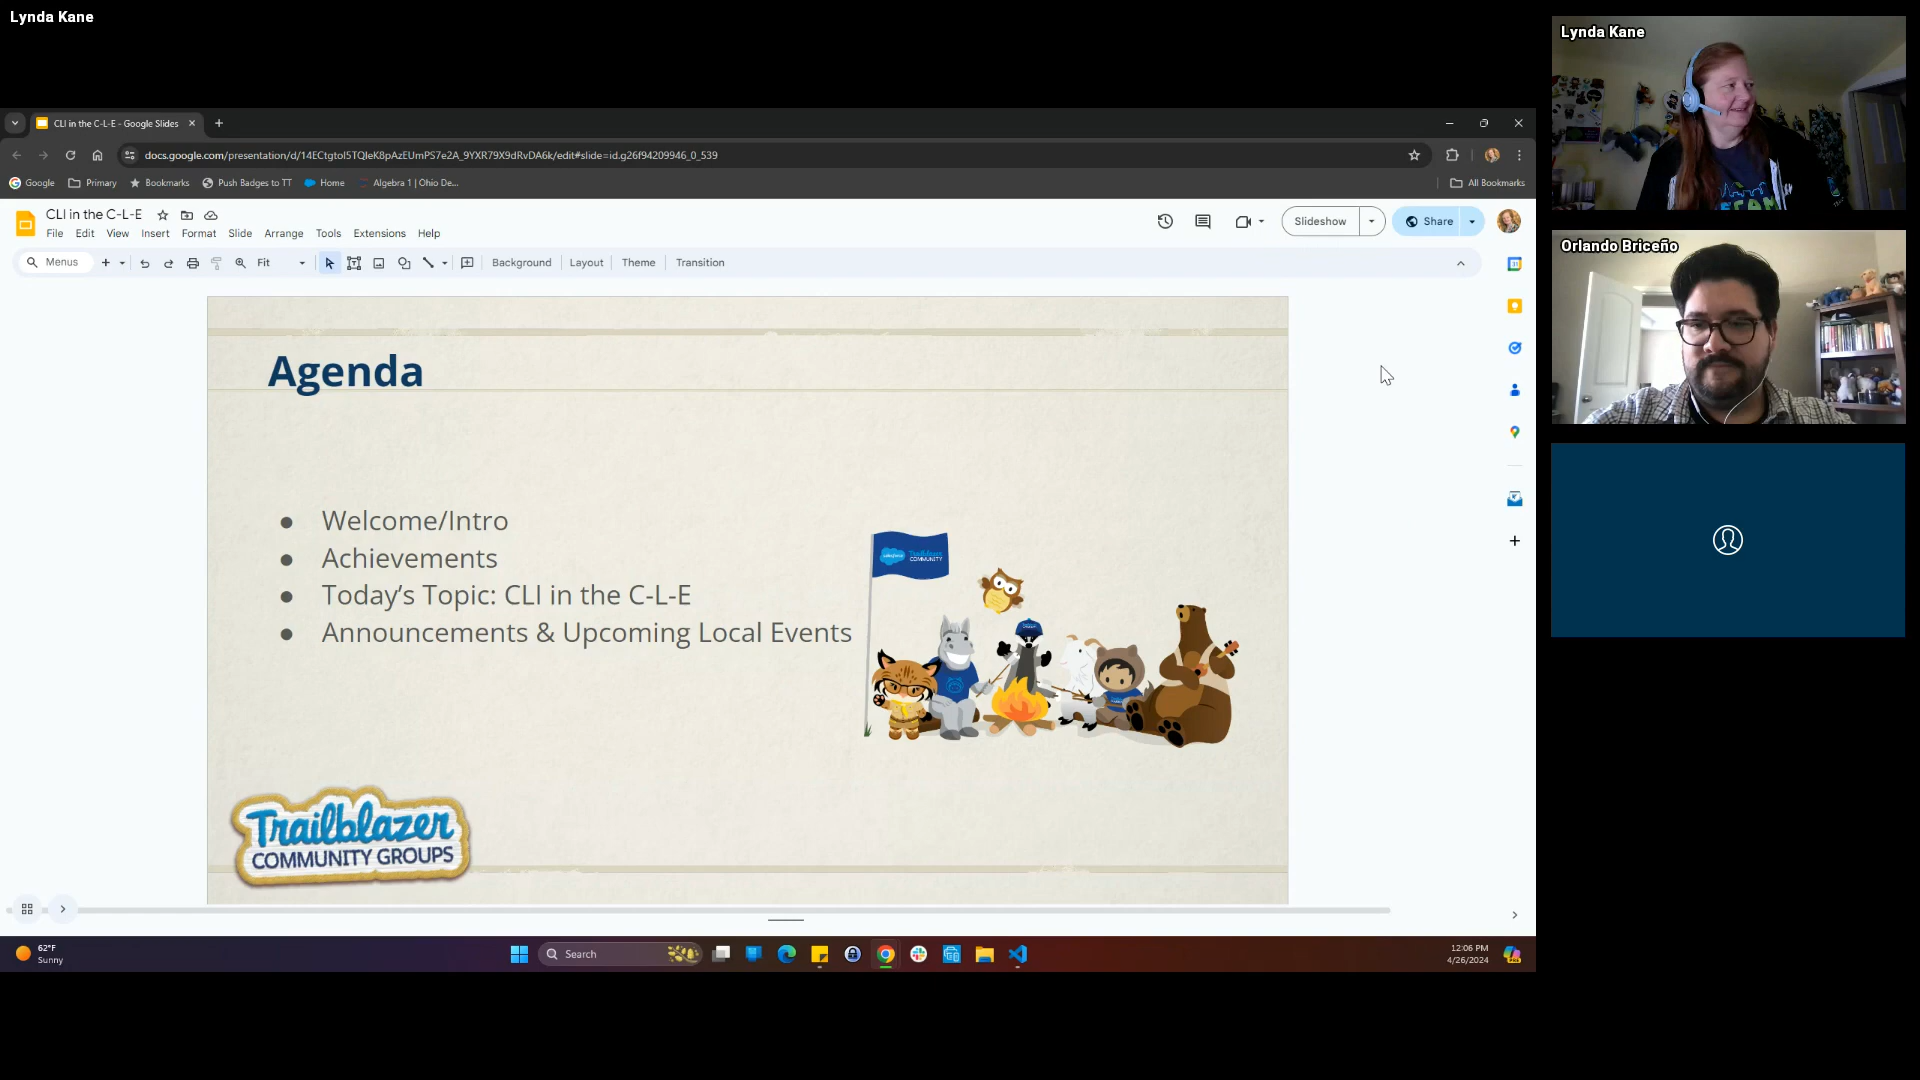 Lynda Kane
CLI in the C-L-E - Google Slides
docs.google.com/presentation/d/14ECtgtoI5TQleK8pAzEUmPS7e2A_9YXR79X9dRvDA6k/edit#slide=id.g26f94209946_0_539
Google Primary Bookmarks Push Badges to TT Home Algebra 1 | Ohio De... All Bookmarks
CLI in the C-L-E
File Edit View Insert Format Slide Arrange Tools Extensions Help
Slideshow Share
Menus Fit Background Layout Theme Transition
Agenda
● Welcome/Intro
● Achievements
● Today's Topic: CLI in the C-L-E
● Announcements & Upcoming Local Events
salesforce Trailblazer
COMMUNITY
Trailblazer
COMMUNITY GROUPS
62°F
Sunny
Search
12:06 PM
4/26/2024
Lynda Kane
Orlando Briceño